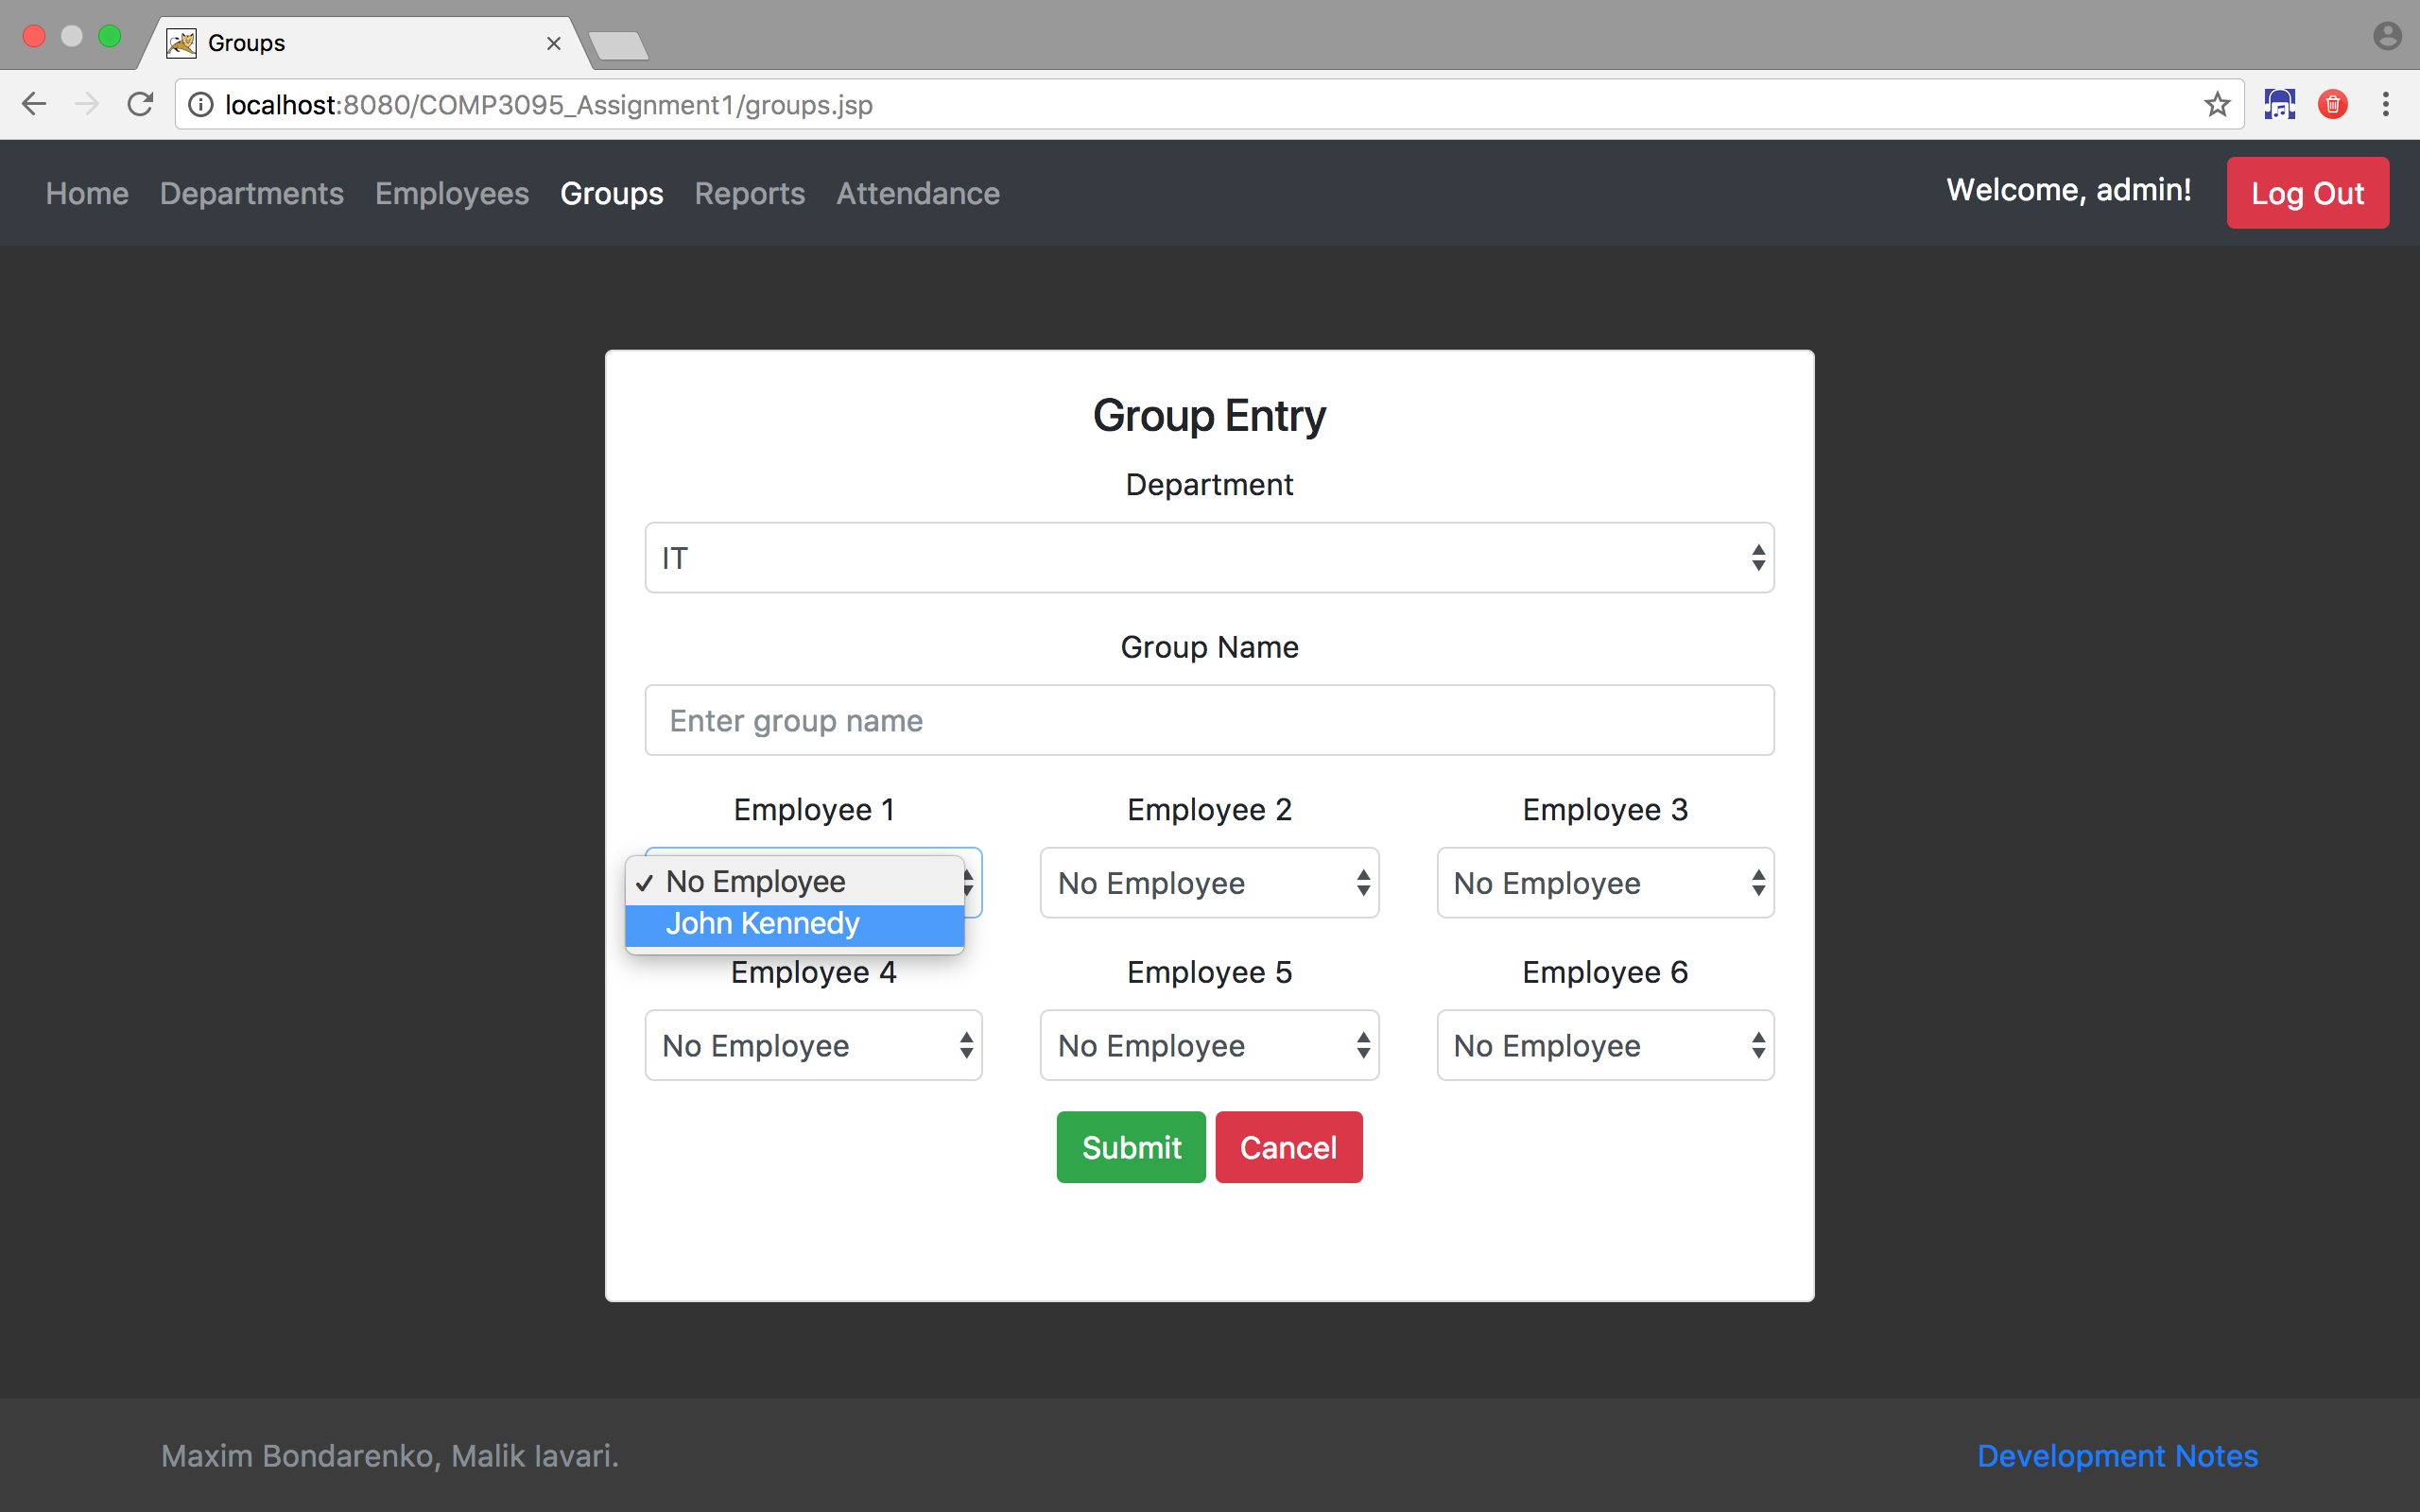 Groups
localhost:8080/COMP3095_Assignment1/groups.jsp
Home Departments Employees Groups Reports Attendance Welcome, admin! Log Out
Group Entry
Department
IT
Group Name
Enter group name
Employee 1 Employee 2 Employee 3
✓ No Employee No Employee No Employee
John Kennedy
Employee 4 Employee 5 Employee 6
No Employee No Employee No Employee
Submit Cancel
Maxim Bondarenko, Malik Iavari. Development Notes